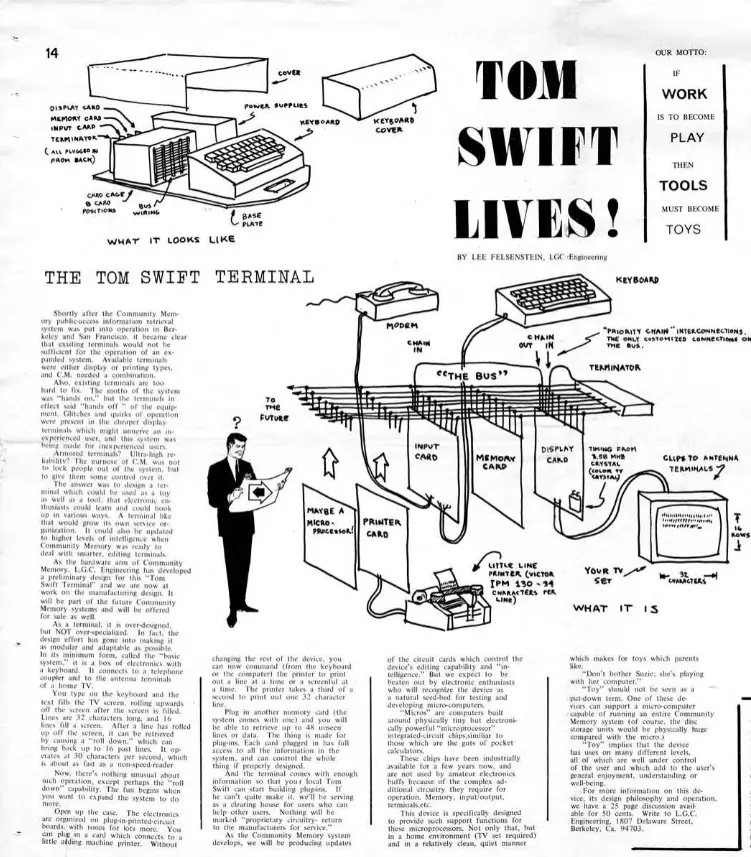 14
COVER
DISPLAY CARD
MEMORY CARD
INPUT CARD
TERMINATOR
(ALL PLUGGED IN
FROM BACK)
POWER SUPPLIES
KEYBOARD
KEYBOARD
COVER
CARD CAGE
8 CARD
POSITIONS
BUS
WIRING
BASE
PLATE
WHAT IT LOOKS LIKE
TOM
SWIFT
LIVES!
BY LEE FELSENSTEIN, LGC Engineering
OUR MOTTO:
IF
WORK
IS TO BECOME
PLAY
THEN
TOOLS
MUST BECOME
TOYS
THE TOM SWIFT TERMINAL
Shortly after the Community Mem-
ory public-access information retrieval
system was put into operation in Ber-
keley and San Francisco, it became clear
that existing terminals would not be
sufficient for the operation of an ex-
panded system. Available terminals
were either display or printing types,
and C.M. needed a combination.
Also, existing terminals are too
hard to fix. The motto of the system
was "hands on," but the terminals in
effect said "hands off" of the equip-
ment. Glitches and quirks of operation
were present in the cheaper display
terminals which might unnerve an in-
experienced user, and this system was
being made for inexperienced users.
Armored terminals? Ultra-high re-
liability? The purpose of C.M. was not
to lock people out of the system, but
to give them some control over it.
The answer was to design a ter-
minal which could be used as a toy
as well as a tool; that electronic en-
thusiasts could learn and could hook
up in various ways. A terminal like
that would grow its own service or-
ganization. It could also be updated
to higher levels of intelligence when
Community Memory was ready to
deal with smarter, editing terminals.
As the hardware arm of Community
Memory, L.G.C. Engineering has developed
a preliminary design for this "Tom
Swift Terminal" and we are now at
work on the manufacturing design. It
will be part of the future Community
Memory systems and will be offered
for sale as well.
As a terminal, it is over-designed,
but NOT over-specialized. In fact, the
design effort has gone into making it
as modular and adaptable as possible.
In its minimum form, called the "basic
system," it is a box of electronics with
a keyboard. It connects to a telephone
coupler and to the antenna terminals
of a home TV.
You type on the keyboard and the
text fills the TV screen, rolling upwards
off the screen after the screen is filled.
Lines are 32 characters long, and 16
lines fill a screen. After a line has rolled
up off the screen, it can be retrieved
by causing a "roll down," which can
bring back up to 16 past lines. It op-
erates at 30 characters per second, which
is about as fast as a non-speed-reader
Now, there's nothing unusual about
such operation, except perhaps the "roll
down" capability. The fun begins when
you want to expand the system to do
more.
Open up the case. The electronics
are organized on plug-in-printed-circuit
boards, with room for lots more. You
can plug in a card which connects to a
little adding machine printer. Without
KEYBOARD
MODEM
CHAIN
IN
CHAIN
OUT IN
"PRIORITY CHAIN" INTERCONNECTIONS,
THE ONLY CUSTOMIZED CONNECTIONS ON
THE BUS.
"THE BUS"
TERMINATOR
TO
THE
FUTURE
?
INPUT
CARD
MEMORY
CARD
DISPLAY
CARD
TIMING FROM
3.58 MHZ
CRYSTAL
(COLOR TV
CRYSTAL)
CLIPS TO ANTENNA
TERMINALS
MAYBE A
MICRO-
PROCESSOR!
PRINTER
CARD
16
ROWS
32
CHARACTERS
YOUR TV
SET
LITTLE LINE
PRINTER (VICTOR
IPM 130 - 34
CHARACTERS PER
LINE)
WHAT IT IS
changing the rest of the device, you
can now command (from the keyboard
or the computer) the printer to print
out a line at a time or a screenful at
a time. The printer takes a third of a
second to print out one 32 character
line.
Plug in another memory card (the
system comes with one) and you will
be able to retrieve up to 48 unseen
lines or data. The thing is made for
plug-ins. Each card plugged in has full
access to all the information in the
system, and can control the whole
thing if properly designed.
And the terminal comes with enough
information so that your local Tom
Swift can start building plug-ins. If
he can't quite make it, we'll be serving
as a clearing house for users who can
help other users. Nothing will be
marked "proprietary circuitry- return
to the manufacturers for service."
As the Community Memory system
develops, we will be producing updates
of the circuit cards which control the
device's editing capability and "in-
telligence." But we expect to be
beaten out by electronic enthusiasts
who will recognize the device as
a natural seed-bed for testing and
developing micro-computers.
"Micros" are computers built
around physically tiny but electroni-
cally powerful "microprocessor"
integrated-circuit chips,similar to
those which are the guts of pocket
calculators.
These chips have been industrially
available for a few years now, and
are not used by amateur electronics
buffs because of the complex ad-
ditional circuitry they require for
operation. Memory, input/output,
terminals,etc.
This device is specifically designed
to provide such support functions for
these microprocessors. Not only that, but
in a home environment (TV set required)
and in a relatively clean, quiet manner
which makes for toys which parents
like.
"Don't bother Suzie; she's playing
with her computer."
"Toy" should not be seen as a
put-down term. One of these de-
vices can support a micro-computer
capable of running an entire Community
Memory system (of course, the disc
storage units would be physically huge
compared with the micro.)
"Toy" implies that the device
has uses on many different levels,
all of which are well under control
of the user and which add to the user's
general enjoyment, understanding or
well-being.
For more information on this de-
vice, its design philosophy and operation,
we have a 25 page discussion avail-
able for 50 cents. Write to L.G.C.
Engineering, 1807 Delaware Street,
Berkeley, Ca. 94703.